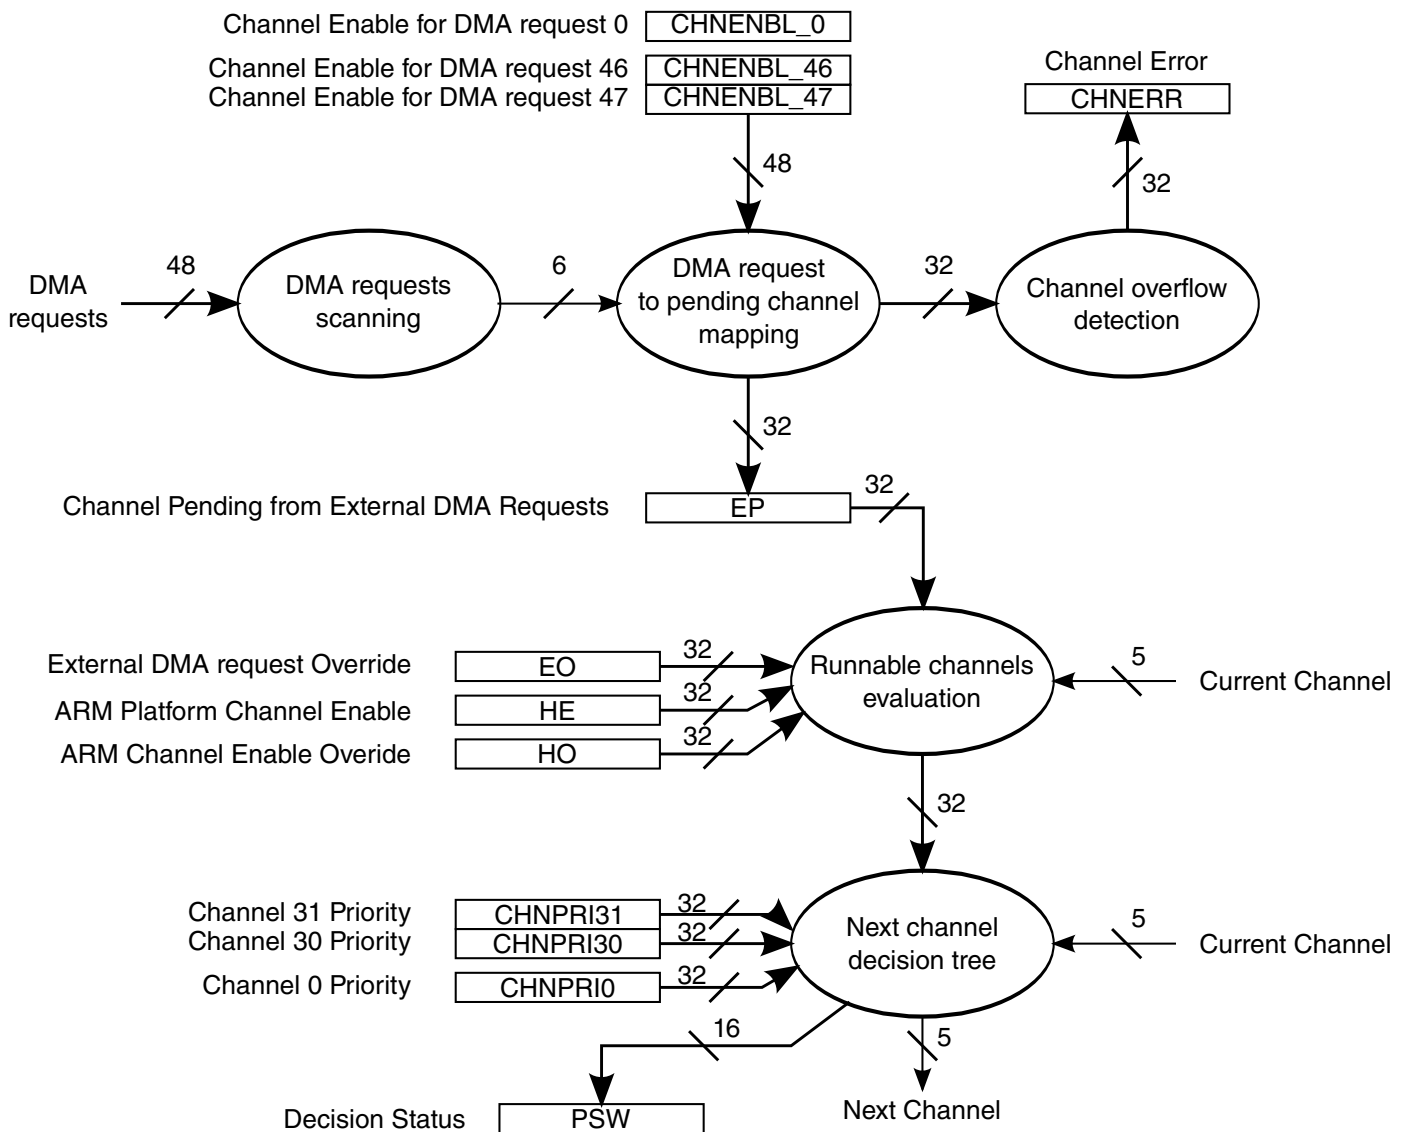 Channel Enable for DMA request 0 CHNENBL_0
Channel Enable for DMA request 46 CHNENBL_46
Channel Enable for DMA request 47 CHNENBL_47
Channel Error
CHNERR
48
32
DMA
requests
48
DMA requests
scanning
6
DMA request
to pending channel
mapping
32
Channel overflow
detection
32
Channel Pending from External DMA Requests EP 32
External DMA request Override EO 32
ARM Platform Channel Enable HE 32
ARM Channel Enable Overide HO 32
Runnable channels
evaluation
5
Current Channel
32
Channel 31 Priority CHNPRI31 32
Channel 30 Priority CHNPRI30 32
Channel 0 Priority CHNPRI0 32
Next channel
decision tree
5
Current Channel
16
5
Decision Status PSW
Next Channel